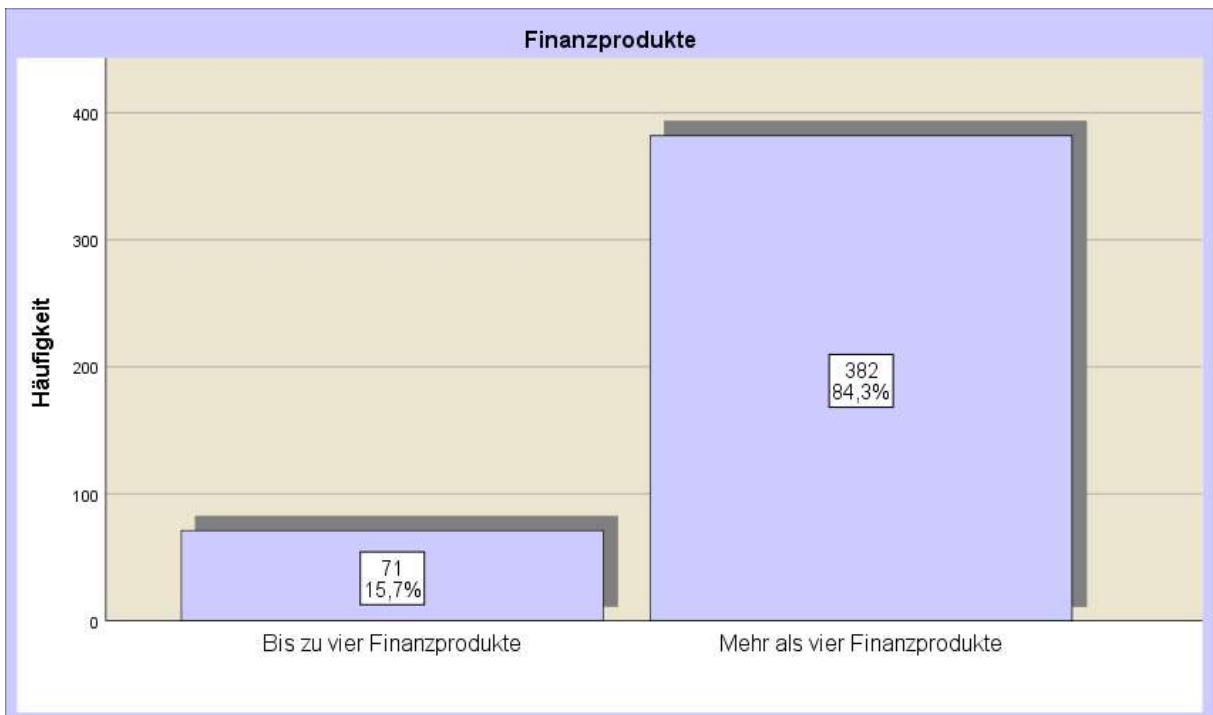 Finanzprodukte
Häufigkeit
400
300
200
100
0
71
15,7%
382
84,3%
Bis zu vier Finanzprodukte
Mehr als vier Finanzprodukte